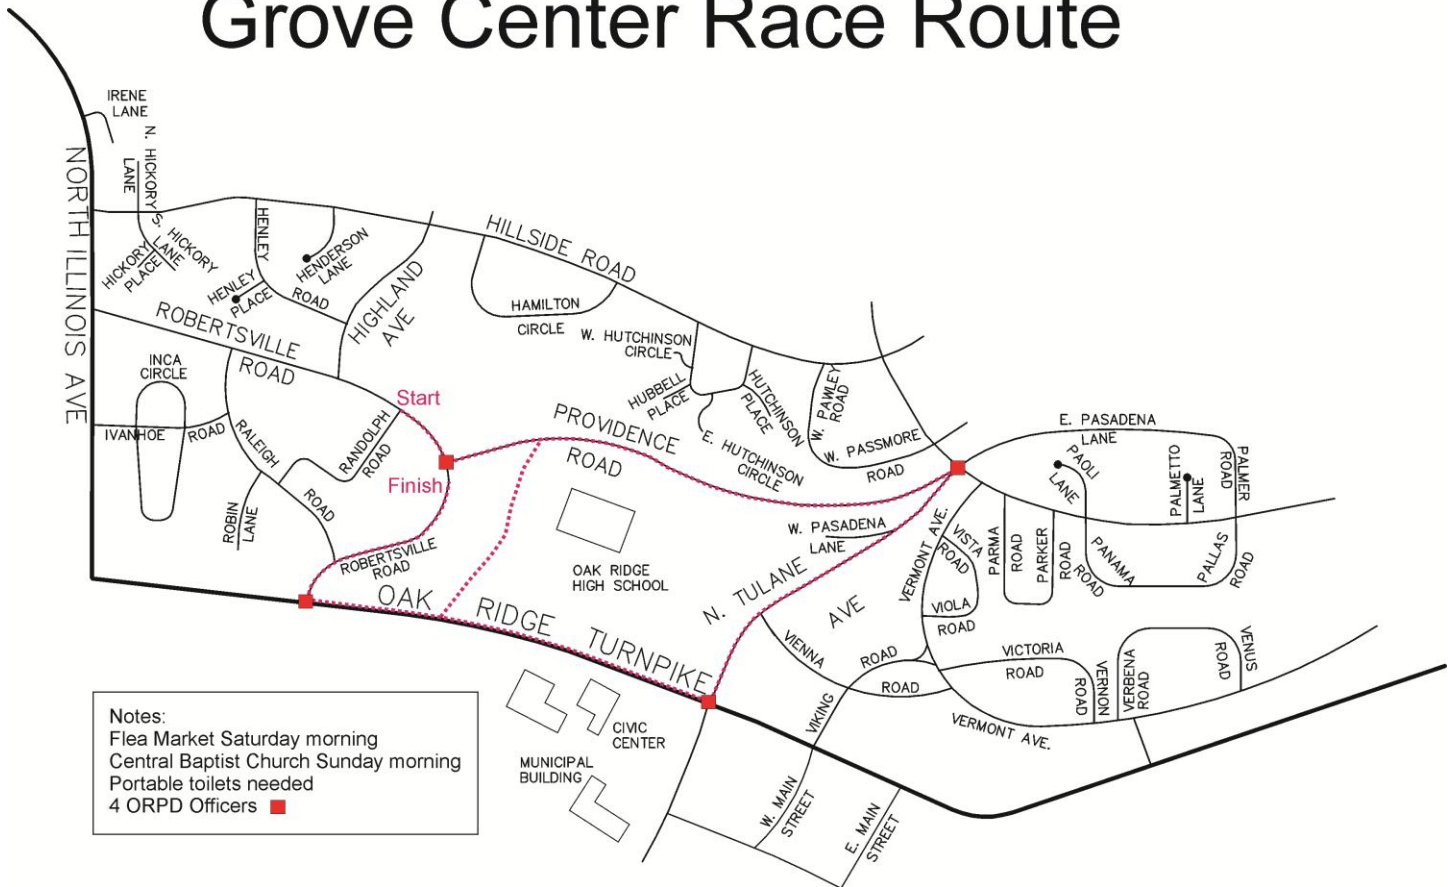 Grove Center Race Route
IRENE
LANE
N. HICKORY
LANE
NORTH ILLINOIS AVE
S. HICKORY
LANE
HICKORY
PLACE
HENLEY
ROAD
HENLEY
PLACE
HENDERSON
LANE
HIGHLAND
AVE
HILLSIDE ROAD
HAMILTON
CIRCLE
W. HUTCHINSON
CIRCLE
HUBBELL
PLACE
HUTCHINSON
PLACE
E. HUTCHINSON
CIRCLE
W. PAWLEY
ROAD
W. PASSMORE
ROAD
ROBERTSVILLE
ROAD
INCA
CIRCLE
IVANHOE
ROAD
RALEIGH
ROAD
RANDOLPH
ROAD
ROBIN
LANE
Start
Finish
PROVIDENCE
ROAD
E. PASADENA
LANE
PAOLI
LANE
PALMETTO
LANE
PALMER
ROAD
W. PASADENA
LANE
OAK RIDGE
HIGH SCHOOL
ROBERTSVILLE
ROAD
OAK RIDGE TURNPIKE
N. TULANE
AVE
VERMONT AVE.
VISTA
ROAD
PARMA
ROAD
PARKER
ROAD
PANAMA
ROAD
PALLAS
ROAD
VIOLA
ROAD
VIENNA
ROAD
ROAD
VIKING
VICTORIA
ROAD
VERNON
ROAD
VERBENA
ROAD
VENUS
ROAD
VERMONT AVE.
CIVIC
CENTER
MUNICIPAL
BUILDING
W. MAIN
STREET
E. MAIN
STREET
Notes:
Flea Market Saturday morning
Central Baptist Church Sunday morning
Portable toilets needed
4 ORPD Officers